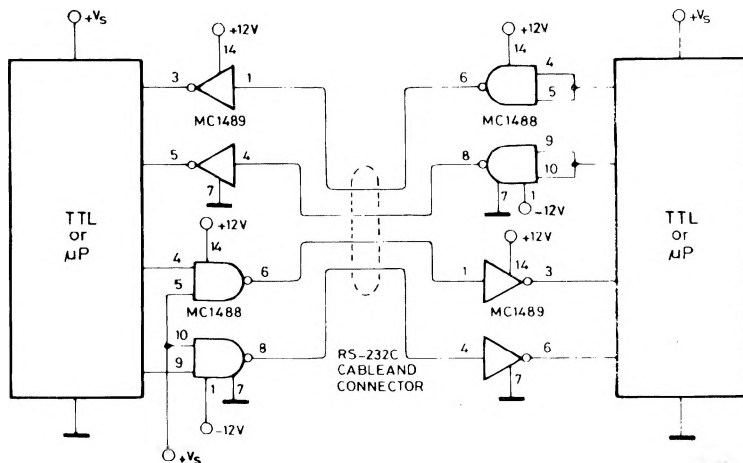 +Vs
+12V
14
3
1
MC1489
5
4
7
+12V
14
4
5
6
MC1488
10
9
8
1
7
-12V
+Vs
TTL
or
µP
RS-232C
CABLEAND
CONNECTOR
+12V
14
6
4
5
MC1488
8
9
10
7
1
-12V
+12V
14
1
3
MC1489
4
6
7
+Vs
TTL
or
µP